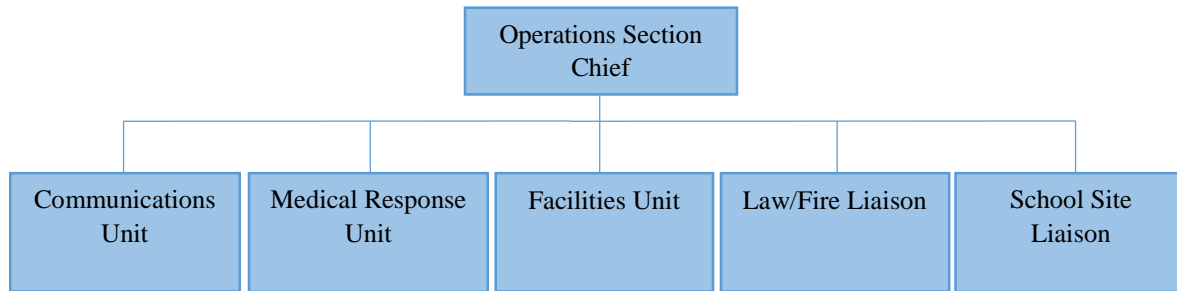 Operations Section
Chief
Communications
Unit
Medical Response
Unit
Facilities Unit
Law/Fire Liaison
School Site
Liaison